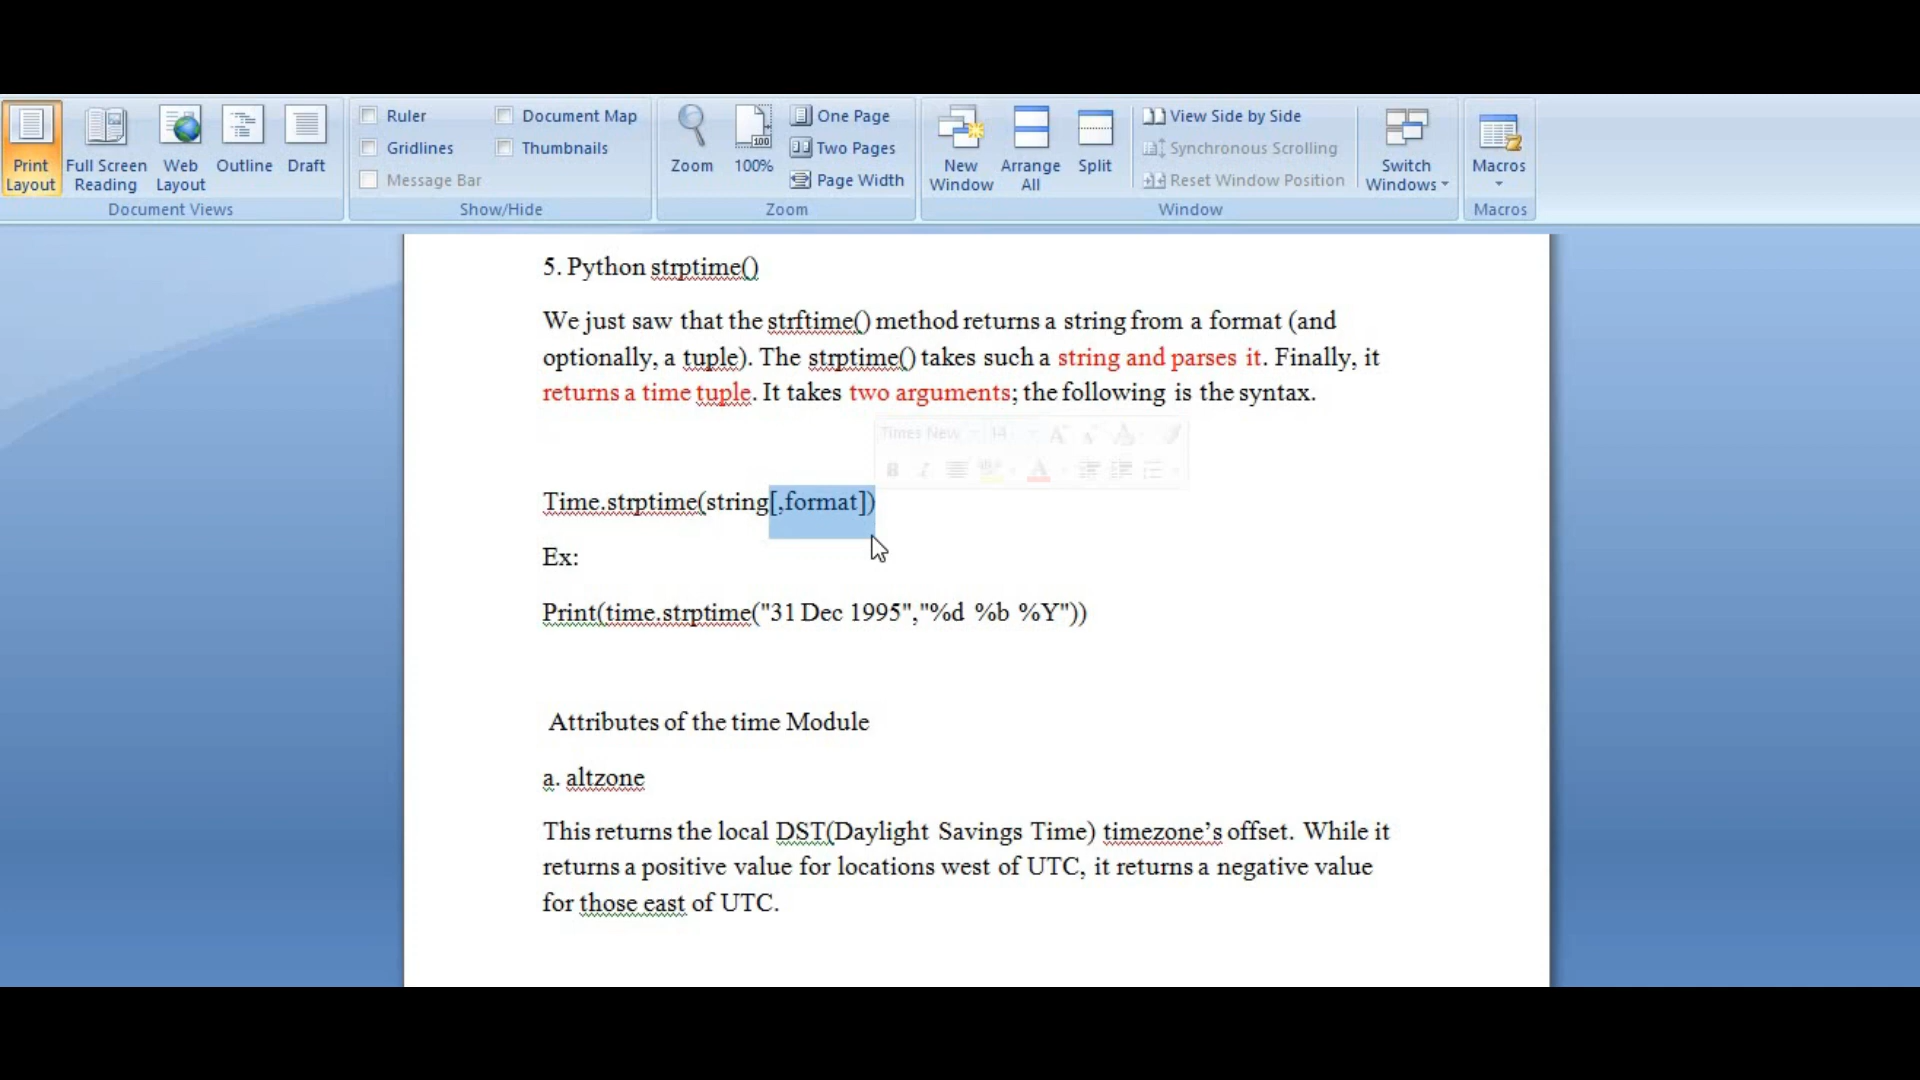 Print Layout
Full Screen Reading
Web Layout
Outline
Draft
Document Views
Ruler
Gridlines
Message Bar
Document Map
Thumbnails
Show/Hide
Zoom
100
100%
One Page
Two Pages
Page Width
Zoom
New Window
Arrange All
Split
View Side by Side
Synchronous Scrolling
Reset Window Position
Switch Windows
Window
Macros
Macros
5. Python strptime()
We just saw that the strftime() method returns a string from a format (and
optionally, a tuple). The strptime() takes such a string and parses it. Finally, it
returns a time tuple. It takes two arguments; the following is the syntax.
Times New 14 A A
B I A
Time.strptime(string[,format])
Ex:
Print(time.strptime("31 Dec 1995","%d %b %Y"))
Attributes of the time Module
a. altzone
This returns the local DST(Daylight Savings Time) timezone’s offset. While it
returns a positive value for locations west of UTC, it returns a negative value
for those east of UTC.